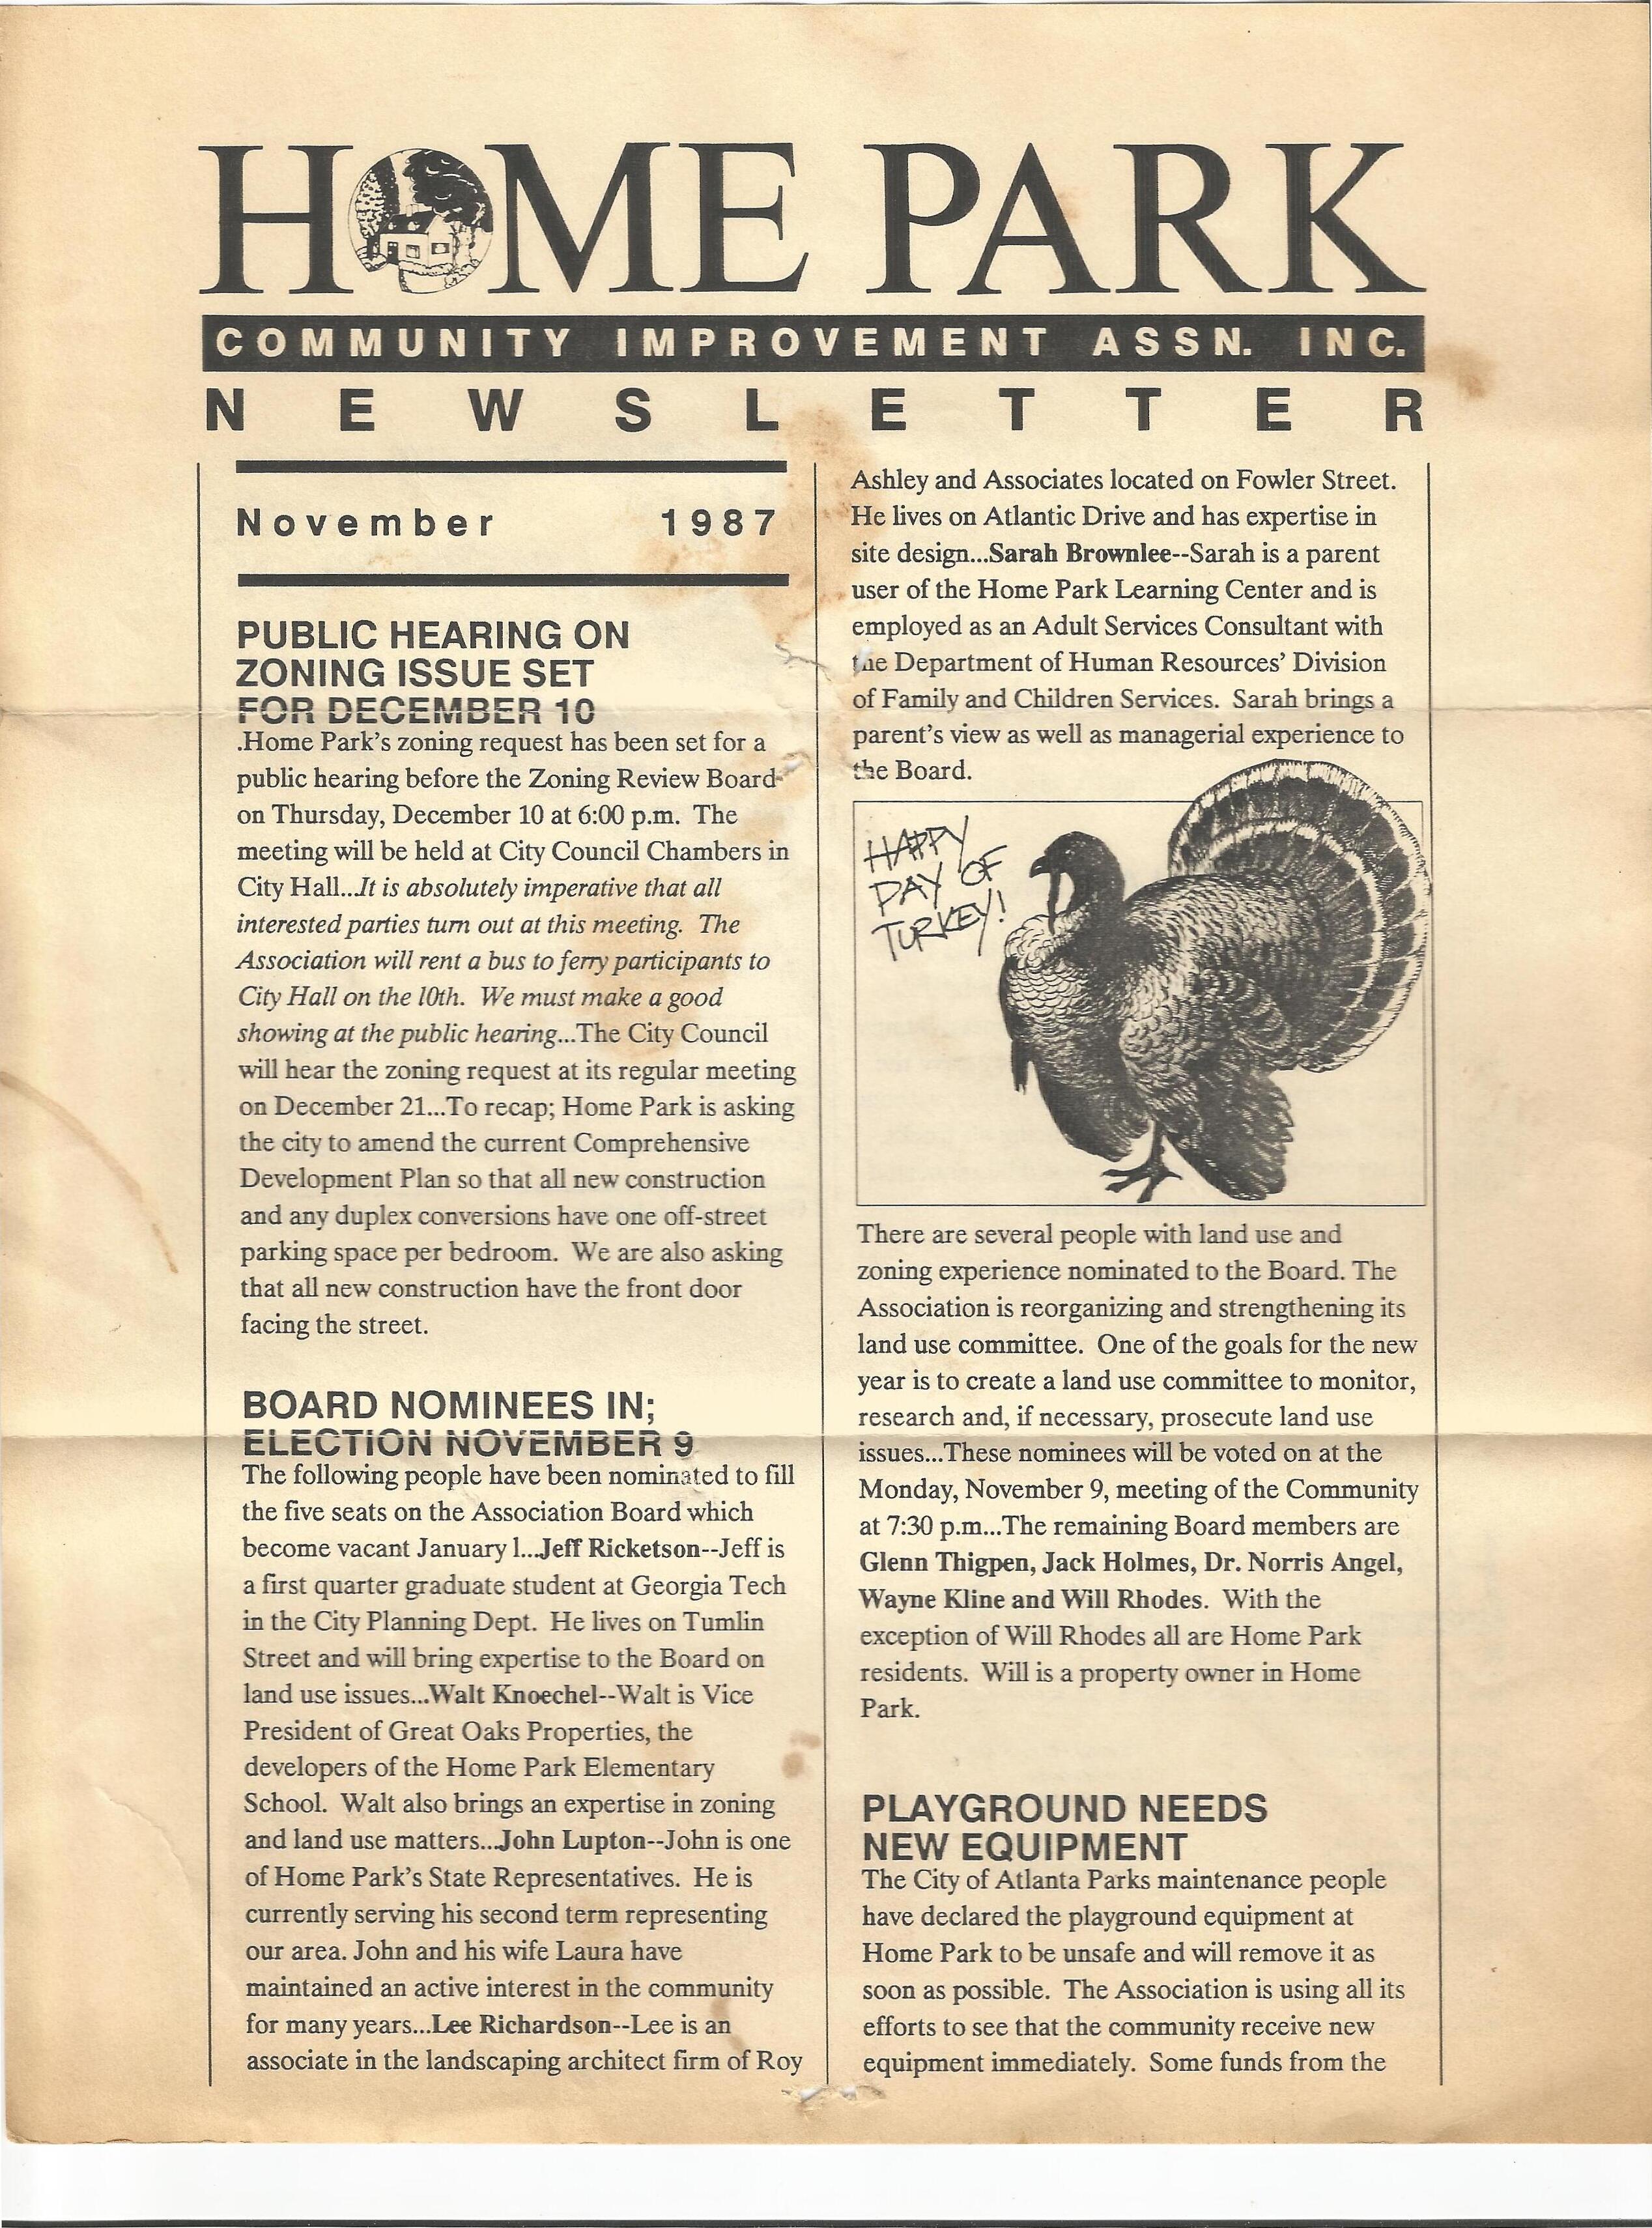 HOME PARK
COMMUNITY IMPROVEMENT ASSN. INC.
NEWSLETTER
November 1987
PUBLIC HEARING ON
ZONING ISSUE SET
FOR DECEMBER 10
.Home Park's zoning request has been set for a
public hearing before the Zoning Review Board
on Thursday, December 10 at 6:00 p.m. The
meeting will be held at City Council Chambers in
City Hall...It is absolutely imperative that all
interested parties turn out at this meeting. The
Association will rent a bus to ferry participants to
City Hall on the l0th. We must make a good
showing at the public hearing...The City Council
will hear the zoning request at its regular meeting
on December 21...To recap; Home Park is asking
the city to amend the current Comprehensive
Development Plan so that all new construction
and any duplex conversions have one off-street
parking space per bedroom. We are also asking
that all new construction have the front door
facing the street.
BOARD NOMINEES IN;
ELECTION NOVEMBER 9
The following people have been nominated to fill
the five seats on the Association Board which
become vacant January l...Jeff Ricketson--Jeff is
a first quarter graduate student at Georgia Tech
in the City Planning Dept. He lives on Tumlin
Street and will bring expertise to the Board on
land use issues...Walt Knoechel--Walt is Vice
President of Great Oaks Properties, the
developers of the Home Park Elementary
School. Walt also brings an expertise in zoning
and land use matters...John Lupton--John is one
of Home Park's State Representatives. He is
currently serving his second term representing
our area. John and his wife Laura have
maintained an active interest in the community
for many years...Lee Richardson--Lee is an
associate in the landscaping architect firm of Roy
Ashley and Associates located on Fowler Street.
He lives on Atlantic Drive and has expertise in
site design...Sarah Brownlee--Sarah is a parent
user of the Home Park Learning Center and is
employed as an Adult Services Consultant with
the Department of Human Resources' Division
of Family and Children Services. Sarah brings a
parent's view as well as managerial experience to
the Board.
HAPPY
DAY OF
TURKEY!
There are several people with land use and
zoning experience nominated to the Board. The
Association is reorganizing and strengthening its
land use committee. One of the goals for the new
year is to create a land use committee to monitor,
research and, if necessary, prosecute land use
issues...These nominees will be voted on at the
Monday, November 9, meeting of the Community
at 7:30 p.m...The remaining Board members are
Glenn Thigpen, Jack Holmes, Dr. Norris Angel,
Wayne Kline and Will Rhodes. With the
exception of Will Rhodes all are Home Park
residents. Will is a property owner in Home
Park.
PLAYGROUND NEEDS
NEW EQUIPMENT
The City of Atlanta Parks maintenance people
have declared the playground equipment at
Home Park to be unsafe and will remove it as
soon as possible. The Association is using all its
efforts to see that the community receive new
equipment immediately. Some funds from the